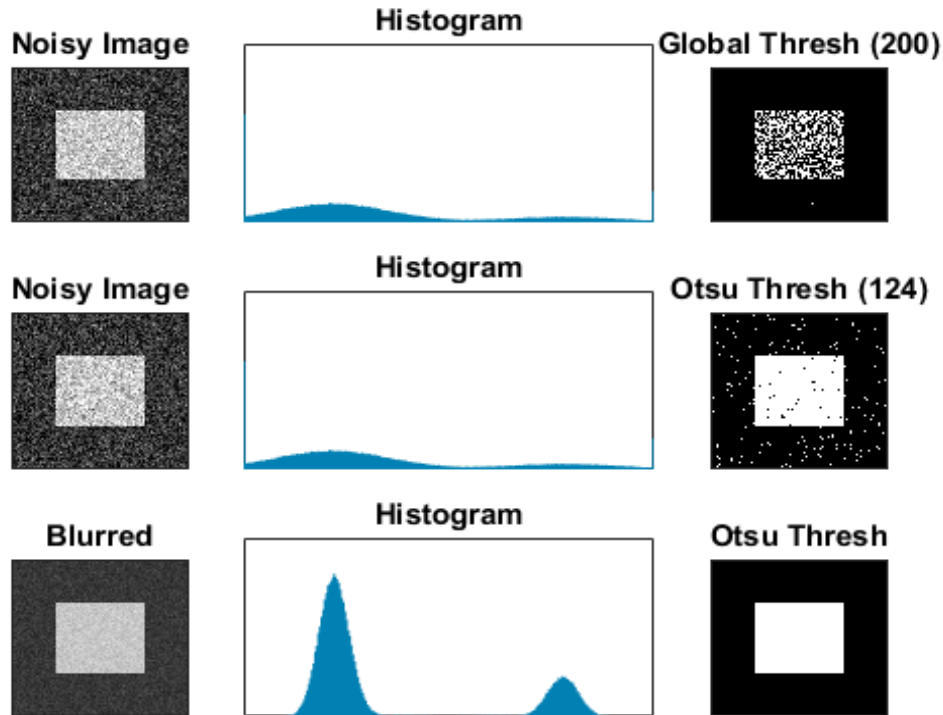 Noisy Image
Histogram
Global Thresh (200)
Noisy Image
Histogram
Otsu Thresh (124)
Blurred
Histogram
Otsu Thresh